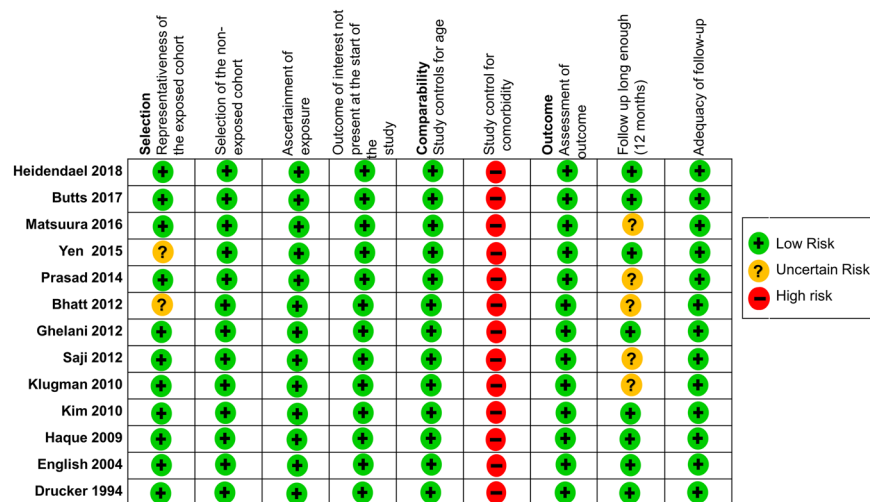 Selection
Representativeness of
the exposed cohort
Selection of the non-
exposed cohort
Ascertainment of
exposure
Outcome of interest not
present at the start of
the
study
Comparability
Study controls for age
Study control for
comorbidity
Outcome
Assessment of
outcome
Follow up long enough
(12 months)
Adequacy of follow-up
Heidendael 2018 + + + + + − + + +
Butts 2017 + + + + + − + + +
Matsuura 2016 + + + + + − + ? +
Yen 2015 ? + + + + − + + +
Prasad 2014 + + + + + − + ? +
Bhatt 2012 ? + + + + − + ? +
Ghelani 2012 + + + + + − + + +
Saji 2012 + + + + + − + ? +
Klugman 2010 + + + + + − + ? +
Kim 2010 + + + + + − + + +
Haque 2009 + + + + + − + + +
English 2004 + + + + + − + + +
Drucker 1994 + + + + + − + + +
+ Low Risk
? Uncertain Risk
− High risk